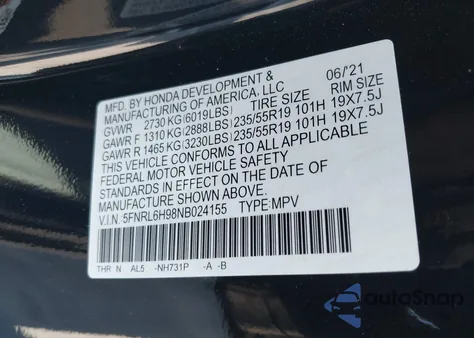 MFD. BY HONDA DEVELOPMENT & 06/'21
MANUFACTURING OF AMERICA, LLC
TIRE SIZE RIM SIZE
GVWR 2730 KG(6019LBS)
GAWR F 1310 KG(2888LBS) 235/55R19 101H 19X7.5J
GAWR R 1465 KG(3230LBS) 235/55R19 101H 19X7.5J
THIS VEHICLE CONFORMS TO ALL APPLICABLE
FEDERAL MOTOR VEHICLE SAFETY
STANDARDS IN EFFECT ON THE DATE OF
MANUFACTURE SHOWN ABOVE.
V.I.N.:5FNRL6H98NB024155 TYPE:MPV
THR N AL5 -NH731P -A -B
autoSnap